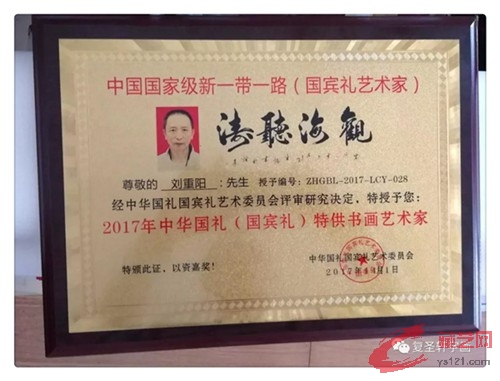 中国国家级新一带一路（国宾礼艺术家）
涛聽海觀
尊敬的 刘重阳 ：先生 授予编号：ZHGBL-2017-LCY-028
经中华国礼国宾礼艺术委员会评审研究决定，特授予您：
2017年中华国礼（国宾礼）特供书画艺术家
特颁此证，以资嘉奖！
中华国礼国宾礼艺术委员会
复圣轩字画
ys121.com